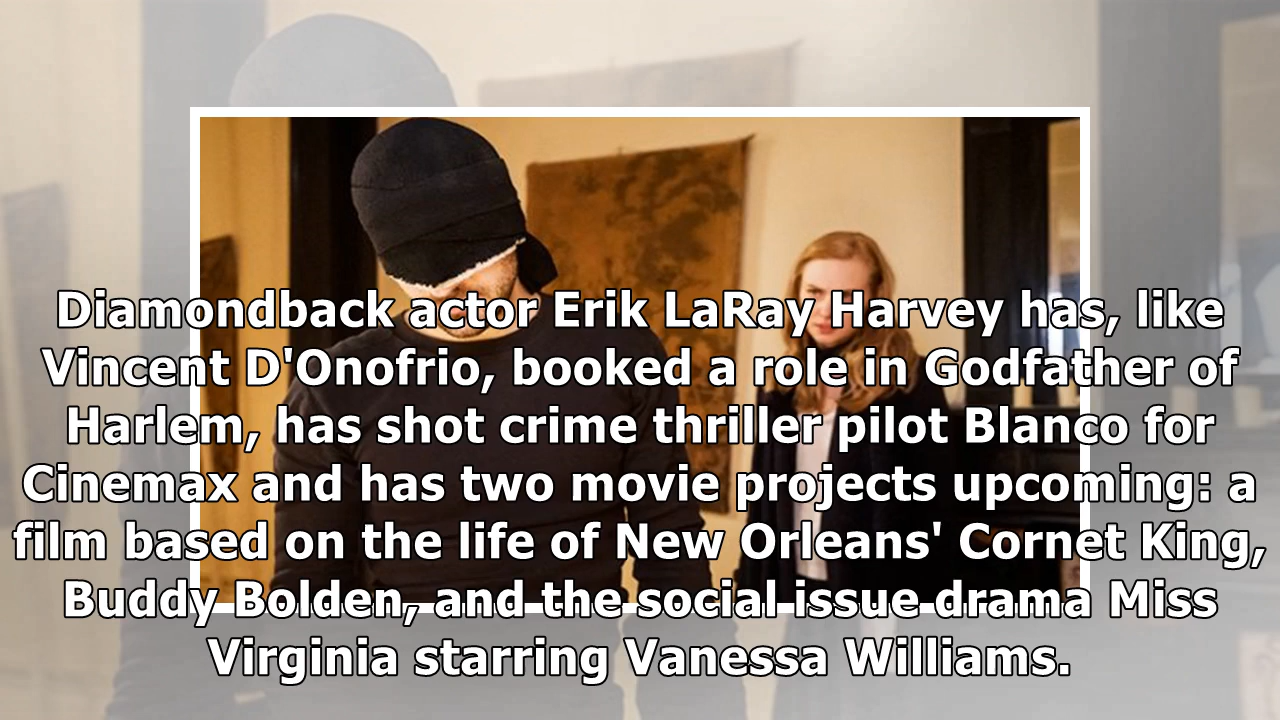 Diamondback actor Erik LaRay Harvey has, like
Vincent D'Onofrio, booked a role in Godfather of
Harlem, has shot crime thriller pilot Blanco for
Cinemax and has two movie projects upcoming: a
film based on the life of New Orleans' Cornet King,
Buddy Bolden, and the social issue drama Miss
Virginia starring Vanessa Williams.